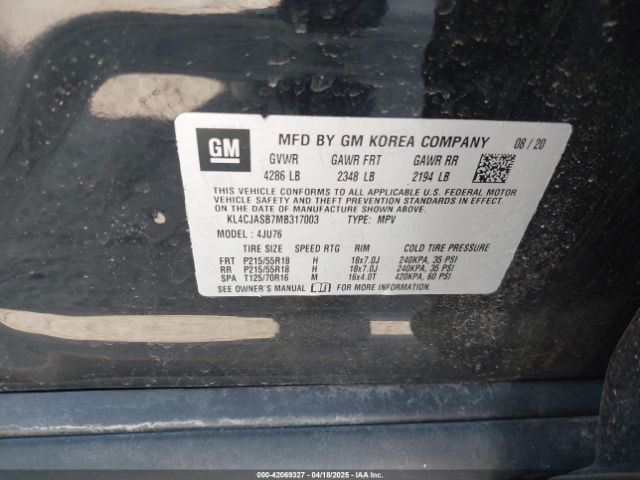 GM
MFD BY GM KOREA COMPANY 08 / 20
GVWR GAWR FRT GAWR RR
4286 LB 2348 LB 2194 LB
THIS VEHICLE CONFORMS TO ALL APPLICABLE U.S. FEDERAL MOTOR
VEHICLE SAFETY AND THEFT PREVENTION STANDARDS IN EFFECT ON
THE DATE OF MANUFACTURE SHOWN ABOVE.
KL4CJASB7MB317003 TYPE: MPV
MODEL : 4JU76
TIRE SIZE SPEED RTG RIM COLD TIRE PRESSURE
FRT P215/55R18 H 18x7.0J 240KPA, 35 PSI
RR P215/55R18 H 18x7.0J 240KPA, 35 PSI
SPA T125/70R16 M 16x4.0T 420KPA, 60 PSI
SEE OWNER'S MANUAL FOR MORE INFORMATION.
000-42069327 04/18/2025 IAAI.COM